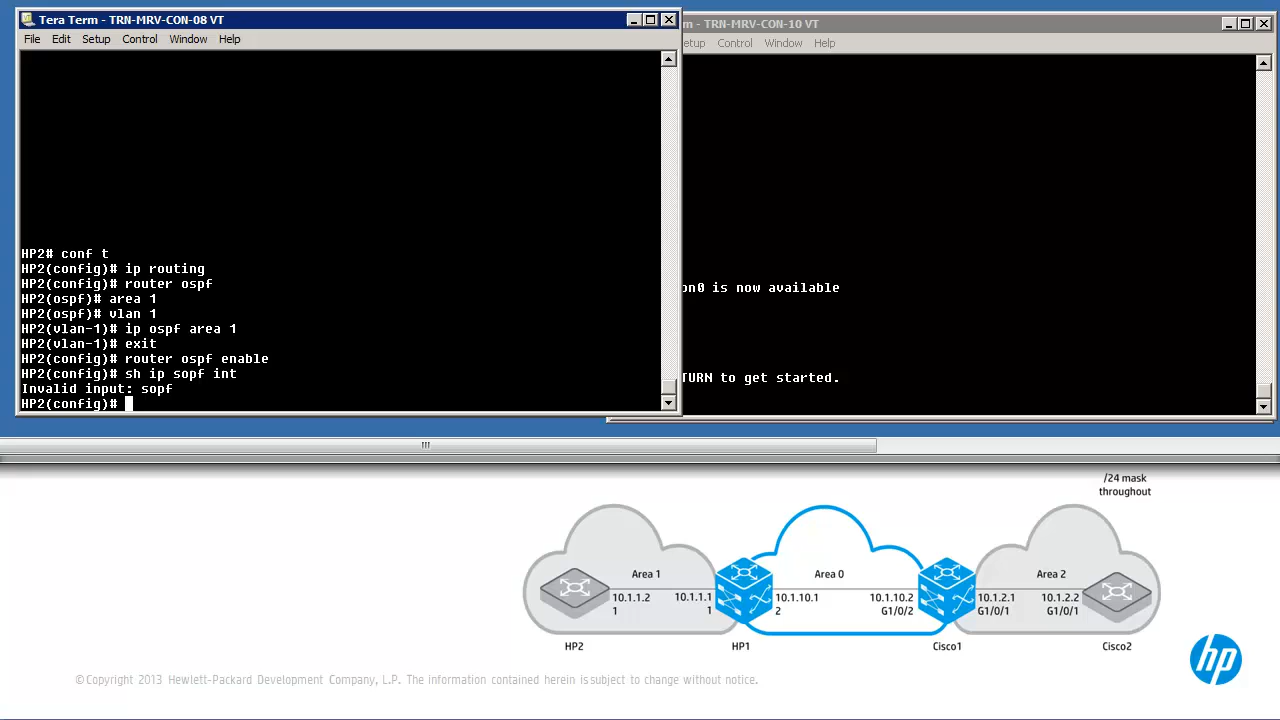 Tera Term - TRN-MRV-CON-08 VT
m - TRN-MRV-CON-10 VT
File Edit Setup Control Window Help
etup Control Window Help
HP2# conf t
HP2(config)# ip routing
HP2(config)# router ospf
HP2(ospf)# area 1
HP2(ospf)# vlan 1
HP2(vlan-1)# ip ospf area 1
HP2(vlan-1)# exit
HP2(config)# router ospf enable
HP2(config)# sh ip sopf int
Invalid input: sopf
HP2(config)#
on0 is now available
TURN to get started.
/24 mask
throughout
Area 1
Area 0
Area 2
10.1.1.2
1
10.1.1.1
1
10.1.10.1
2
10.1.10.2
G1/0/2
10.1.2.1
G1/0/1
10.1.2.2
G1/0/1
HP2
HP1
Cisco1
Cisco2
hp
©Copyright 2013 Hewlett-Packard Development Company, L.P. The information contained herein is subject to change without notice.